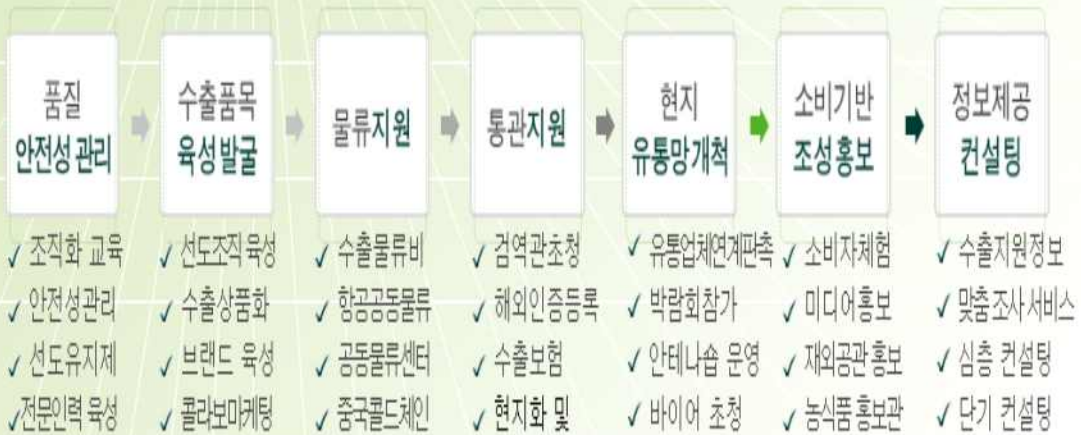 품질
안전성 관리
수출품목
육성발굴
물류지원
통관지원
현지
유통망개척
소비기반
조성홍보
정보제공
컨설팅
✓ 조직화 교육
✓ 안전성관리
✓ 선도유지제
✓전문인력 육성
✓ 선도조직 육성
✓ 수출상품화
✓ 브랜드 육성
✓ 콜라보마케팅
✓ 수출물류비
✓ 항공공동물류
✓ 공동물류센터
✓ 중국콜드체인
✓ 검역관초청
✓ 해외인증등록
✓ 수출보험
✓ 현지화 및
✓ 유통업체연계판촉
✓ 박람회참가
✓ 안테나숍 운영
✓ 바이어 초청
✓ 소비자체험
✓ 미디어홍보
✓ 재외공관 홍보
✓ 농식품 홍보관
✓ 수출지원정보
✓ 맞춤조사 서비스
✓ 심층 컨설팅
✓ 단기 컨설팅